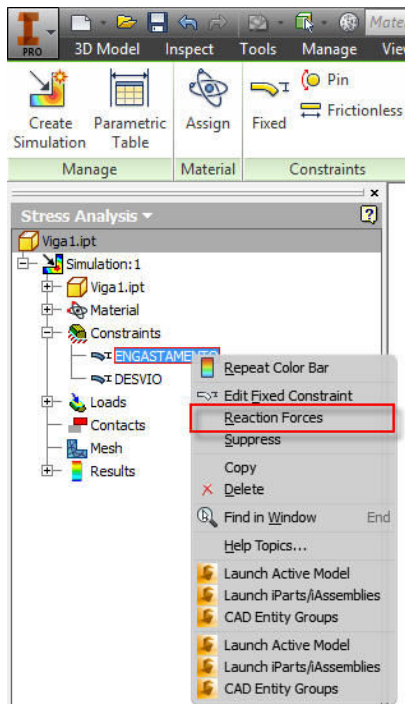 PRO
Mate
3D Model Inspect Tools Manage Vie
Create Simulation
Parametric Table
Assign
Fixed
Pin
Frictionless
Manage Material Constraints
Stress Analysis
Viga1.ipt
Simulation:1
Viga1.ipt
Material
Constraints
ENGASTAMENTO
DESVIO
Loads
Contacts
Mesh
Results
Repeat Color Bar
Edit Fixed Constraint
Reaction Forces
Suppress
Copy
Delete
Find in Window End
Help Topics...
Launch Active Model
Launch iParts/iAssemblies
CAD Entity Groups
Launch Active Model
Launch iParts/iAssemblies
CAD Entity Groups